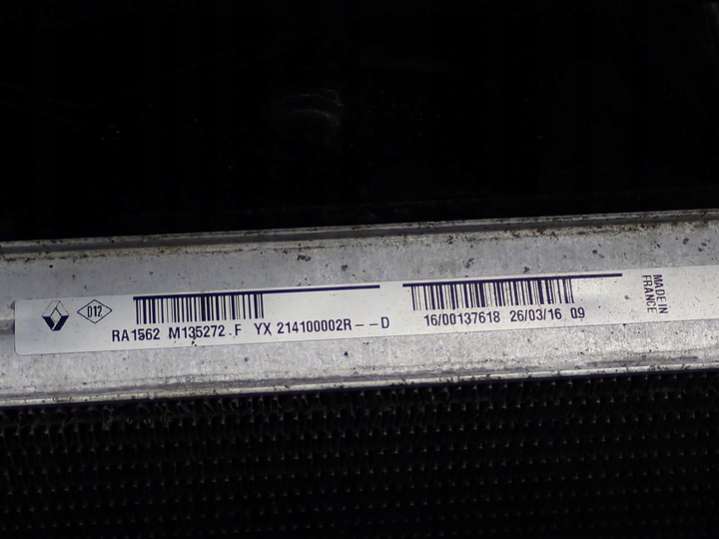 D12
RA1562 M135272.F YX 214100002R--D
16/00137618 26/03/16 09
MADE IN
FRANCE